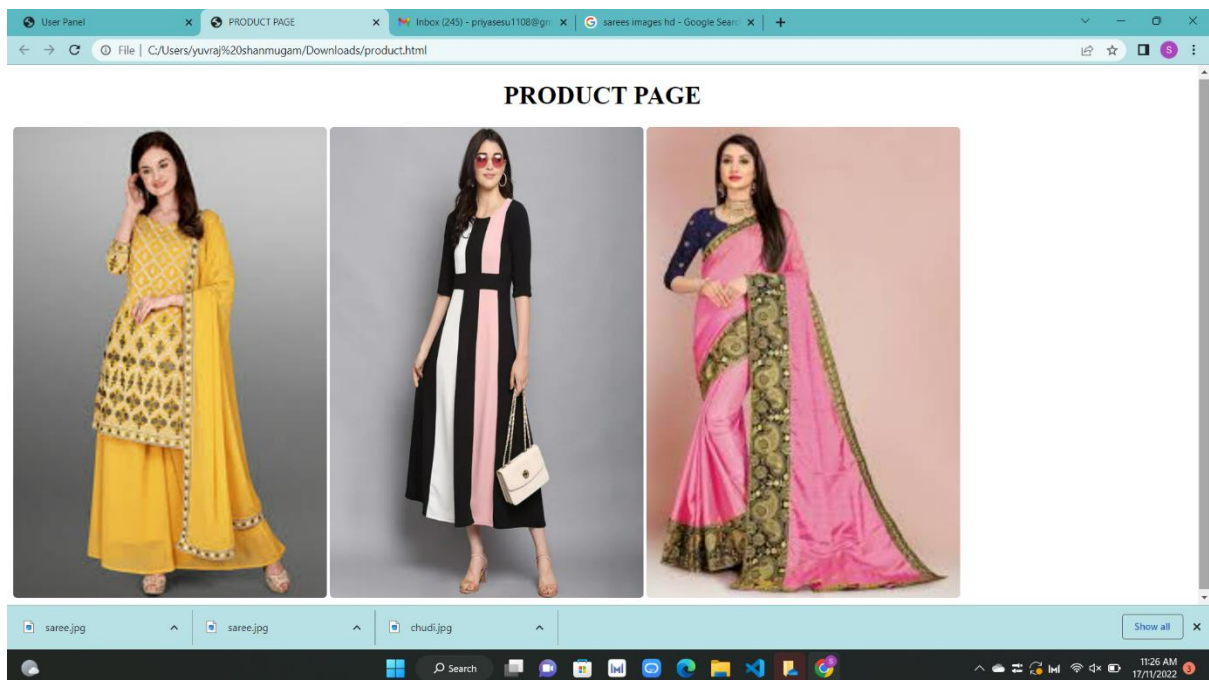 User Panel
PRODUCT PAGE
Inbox (245) - priyasesu1108@gm
sarees images hd - Google Searc
File | C:/Users/yuvraj%20shanmugam/Downloads/product.html
S
PRODUCT PAGE
saree.jpg
saree.jpg
chudi.jpg
Show all
Search
11:26 AM
17/11/2022
3